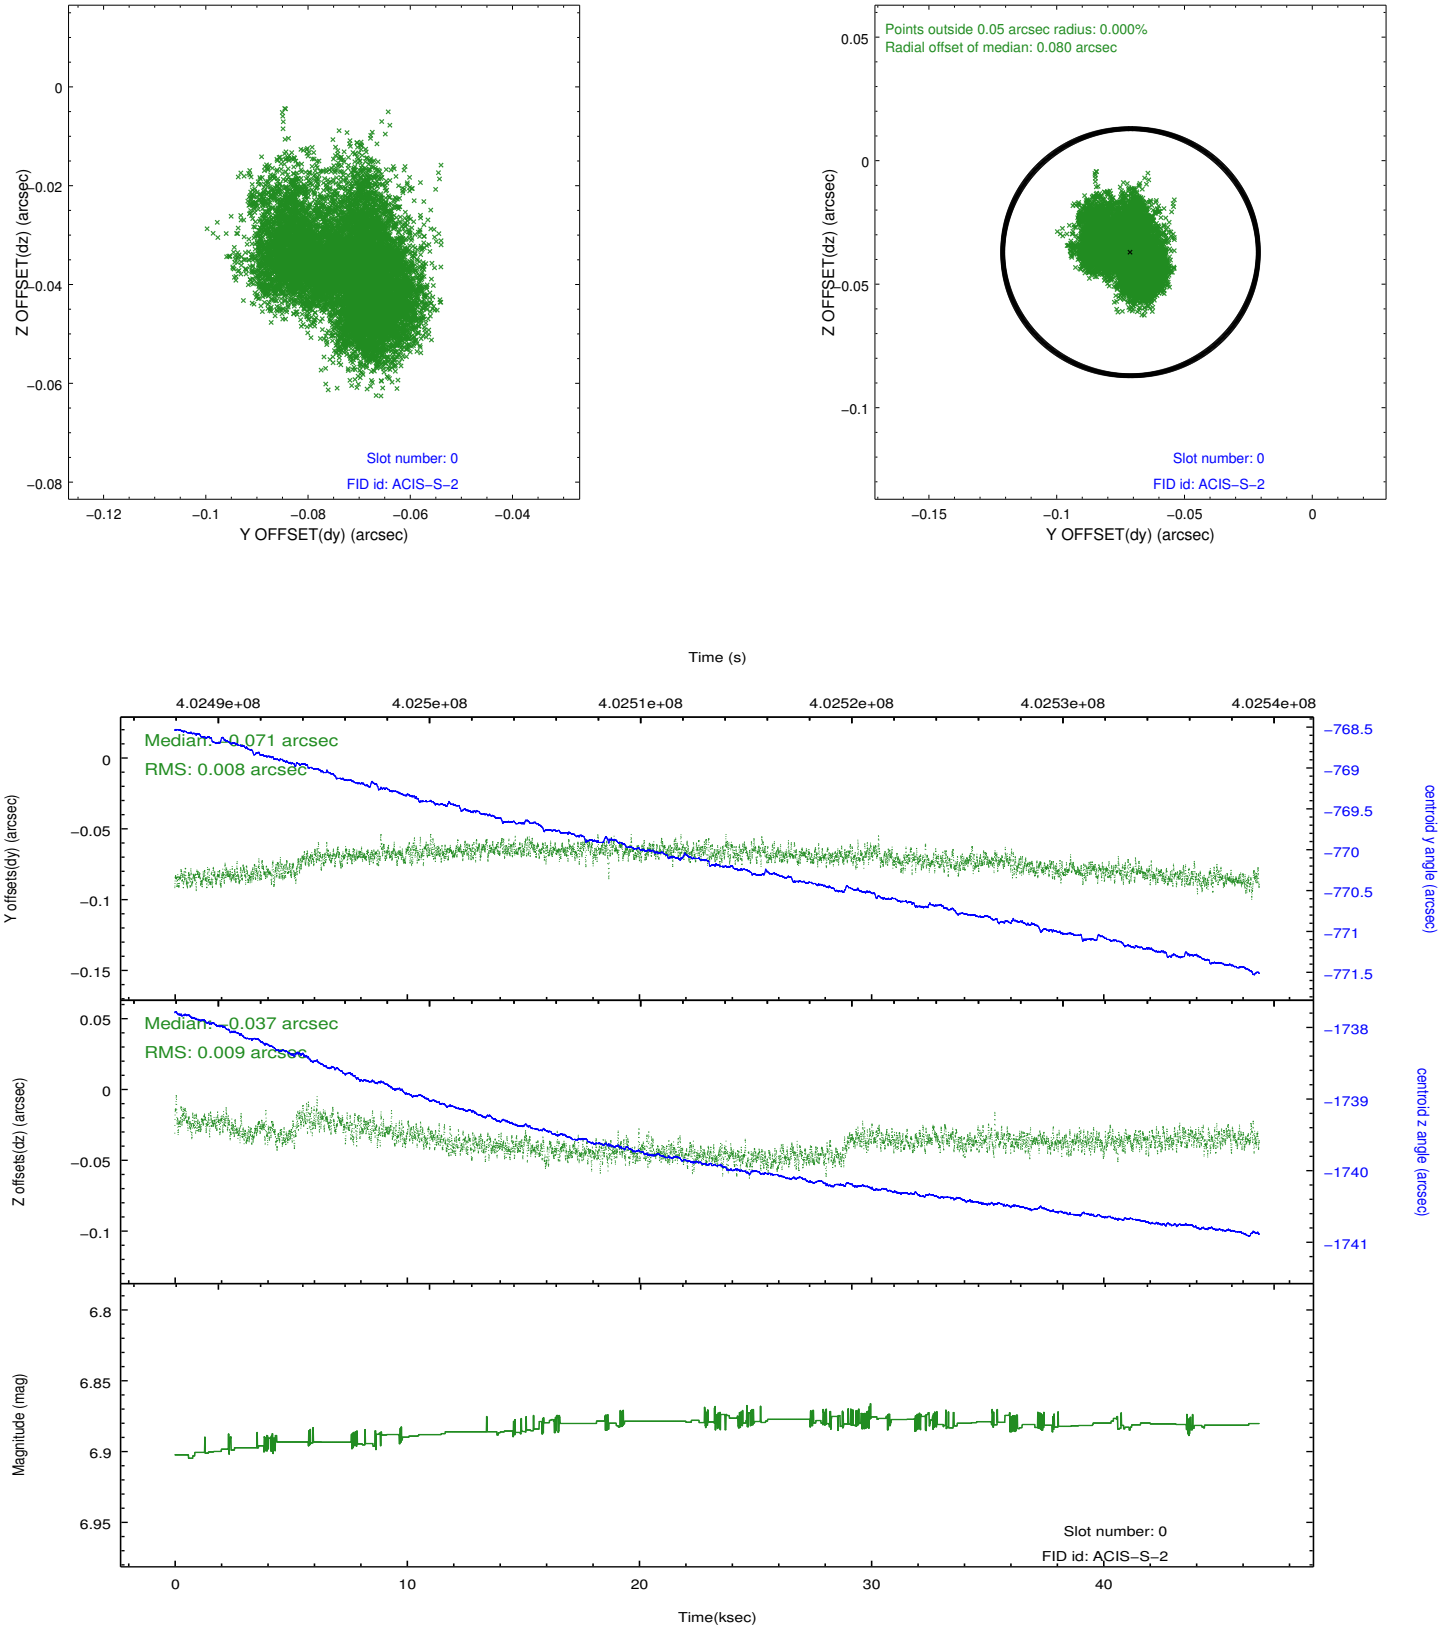 0
−0.02
−0.04
−0.06
−0.08
Z OFFSET(dz) (arcsec)
Slot number: 0
FID id: ACIS−S−2
−0.12
−0.1
−0.08
−0.06
−0.04
Y OFFSET(dy) (arcsec)
Points outside 0.05 arcsec radius: 0.000%
Radial offset of median: 0.080 arcsec
0.05
0
−0.05
−0.1
Z OFFSET(dz) (arcsec)
Slot number: 0
FID id: ACIS−S−2
−0.15
−0.1
−0.05
0
Y OFFSET(dy) (arcsec)
Time (s)
4.0249e+08
4.025e+08
4.0251e+08
4.0252e+08
4.0253e+08
4.0254e+08
Median: −0.071 arcsec
RMS: 0.008 arcsec
0
−0.05
−0.1
−0.15
Y offsets(dy) (arcsec)
−768.5
−769
−769.5
−770
−770.5
−771
−771.5
centroid y angle (arcsec)
Median: −0.037 arcsec
RMS: 0.009 arcsec
0.05
0
−0.05
−0.1
Z offsets(dz) (arcsec)
−1738
−1739
−1740
−1741
centroid z angle (arcsec)
6.8
6.85
6.9
6.95
Magnitude (mag)
Slot number: 0
FID id: ACIS−S−2
0
10
20
30
40
Time(ksec)